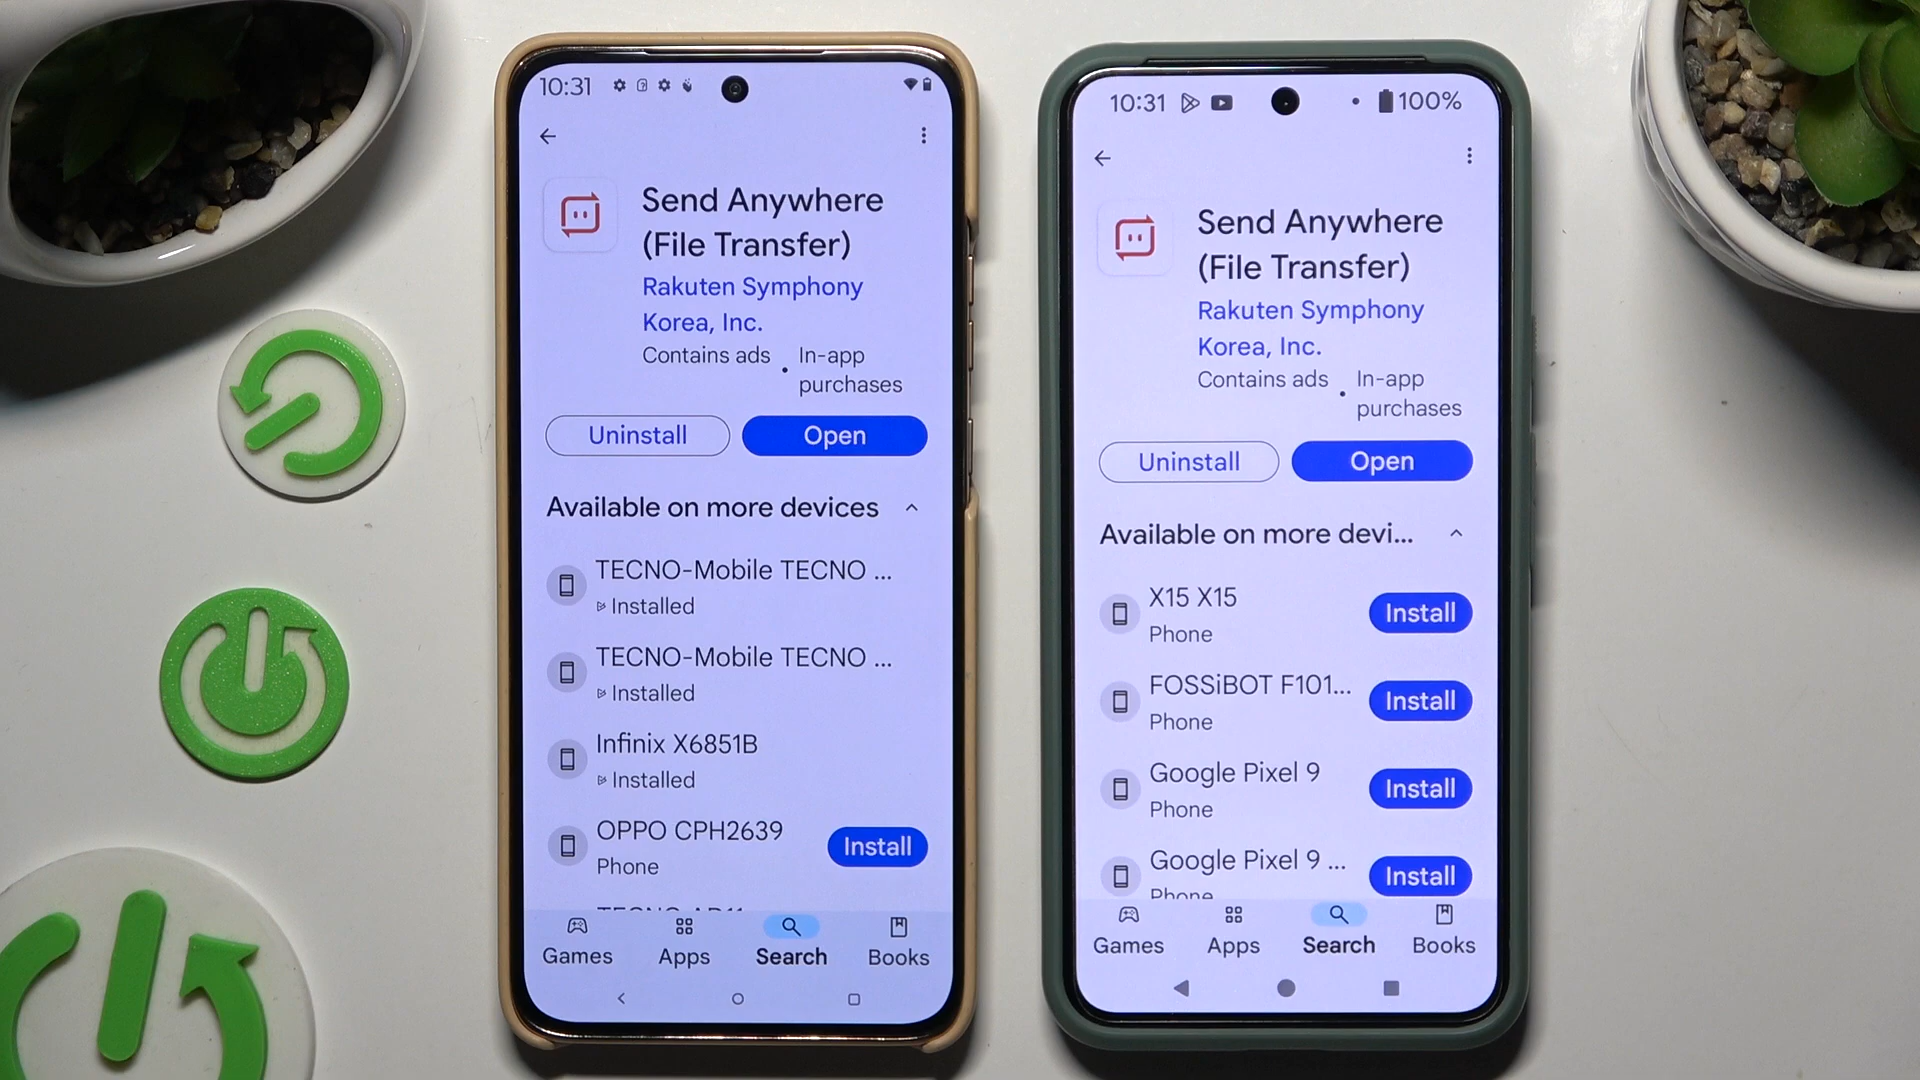 10:31
Send Anywhere
(File Transfer)
Rakuten Symphony
Korea, Inc.
Contains ads • In-app
purchases
Uninstall
Open
Available on more devices
TECNO-Mobile TECNO ...
Installed
TECNO-Mobile TECNO ...
Installed
Infinix X6851B
Installed
OPPO CPH2639
Phone
Install
Games
Apps
Search
Books
10:31
100%
Send Anywhere
(File Transfer)
Rakuten Symphony
Korea, Inc.
Contains ads • In-app
purchases
Uninstall
Open
Available on more devi...
X15 X15
Phone
Install
FOSSiBOT F101...
Phone
Install
Google Pixel 9
Phone
Install
Google Pixel 9 ...
Phone
Install
Games
Apps
Search
Books